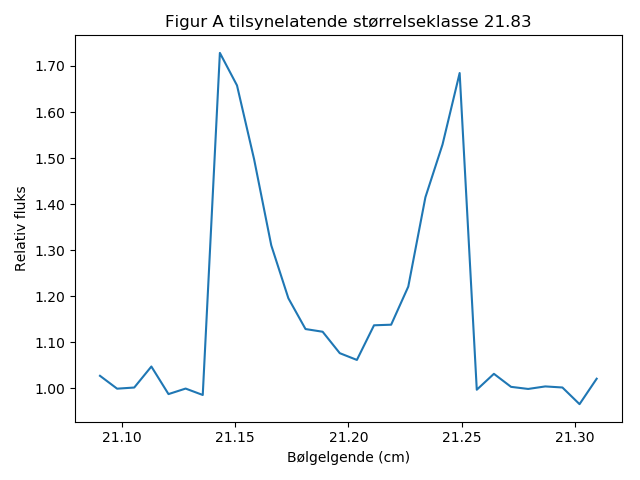 Figur A tilsynelatende størrelseklasse 21.83
Relativ fluks
1.70
1.60
1.50
1.40
1.30
1.20
1.10
1.00
21.10 21.15 21.20 21.25 21.30
Bølgelgende (cm)